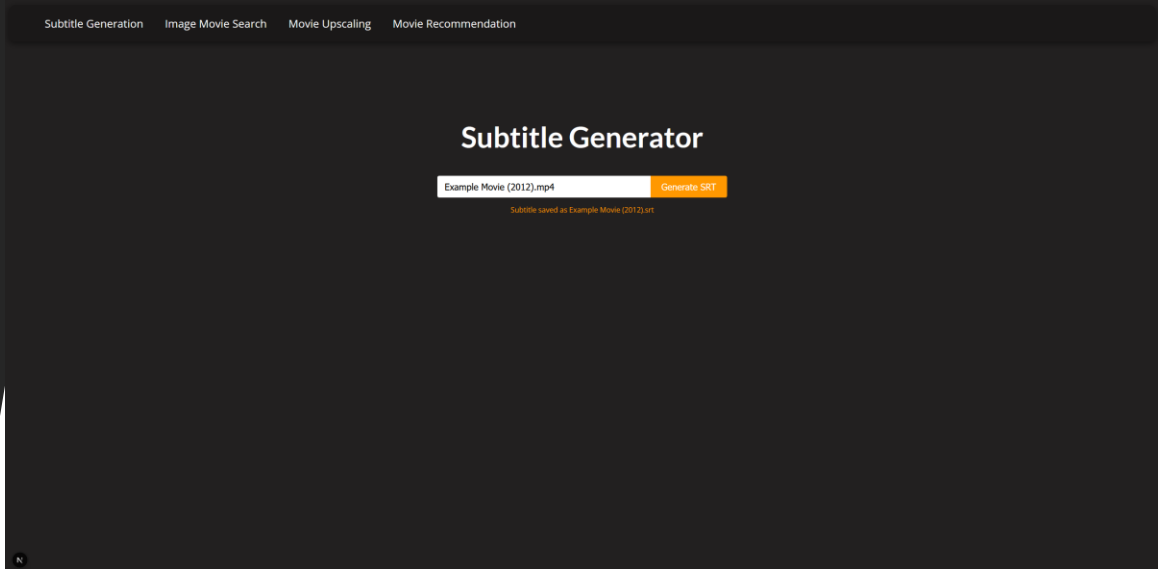 Subtitle Generation Image Movie Search Movie Upscaling Movie Recommendation
Subtitle Generator
Example Movie (2012).mp4 Generate SRT
Subtitle saved as Example Movie (2012).srt
N